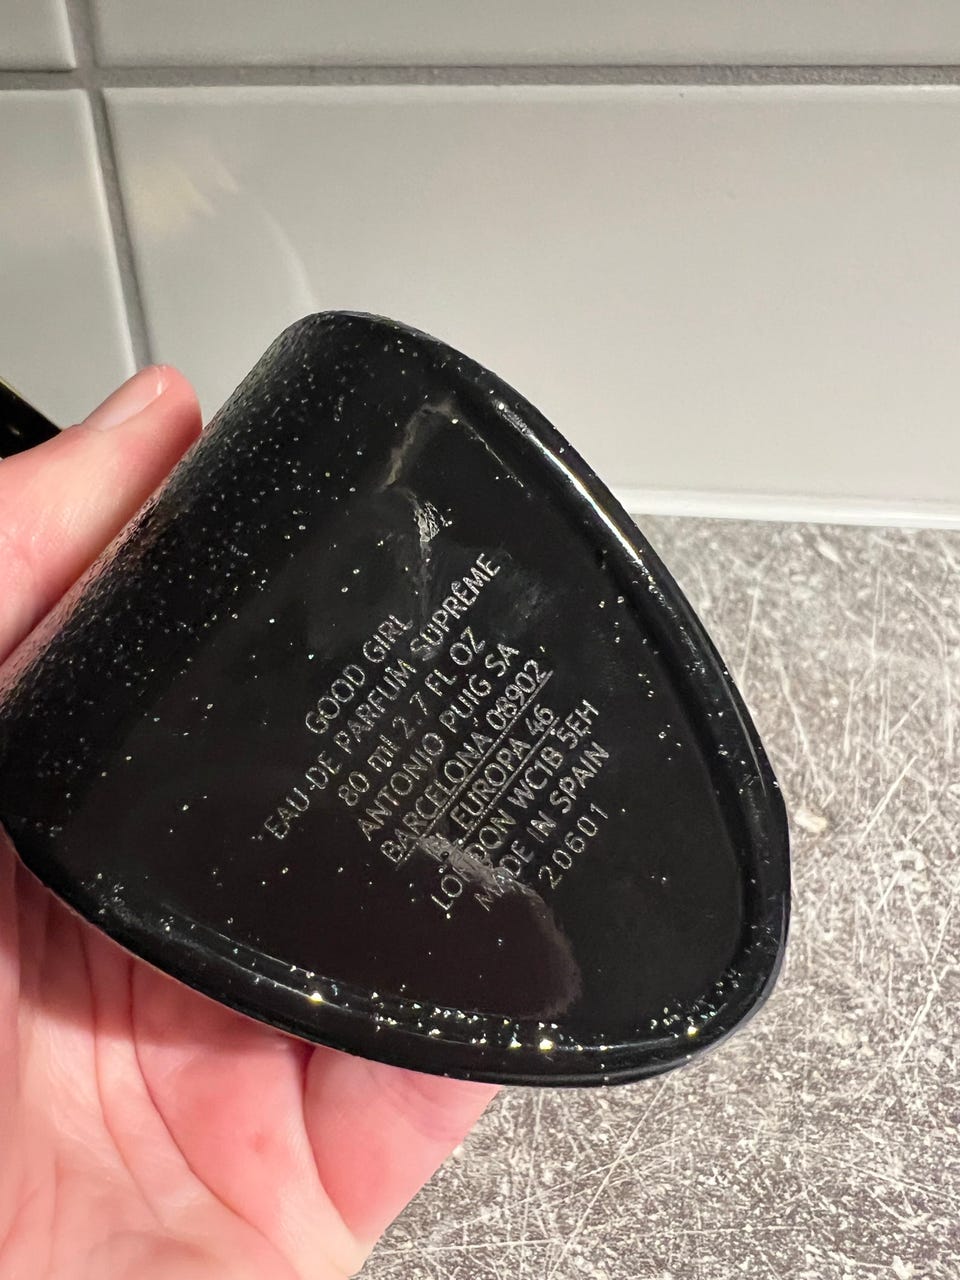 GOOD GIRL
EAU-DE PARFUM SUPRÊME
80 ml 2.7 FL OZ
ANTONIO PUIG SA
BARCELONA 08902
EUROPA 46
LONDON WC1B 5EH
MADE IN SPAIN
20601